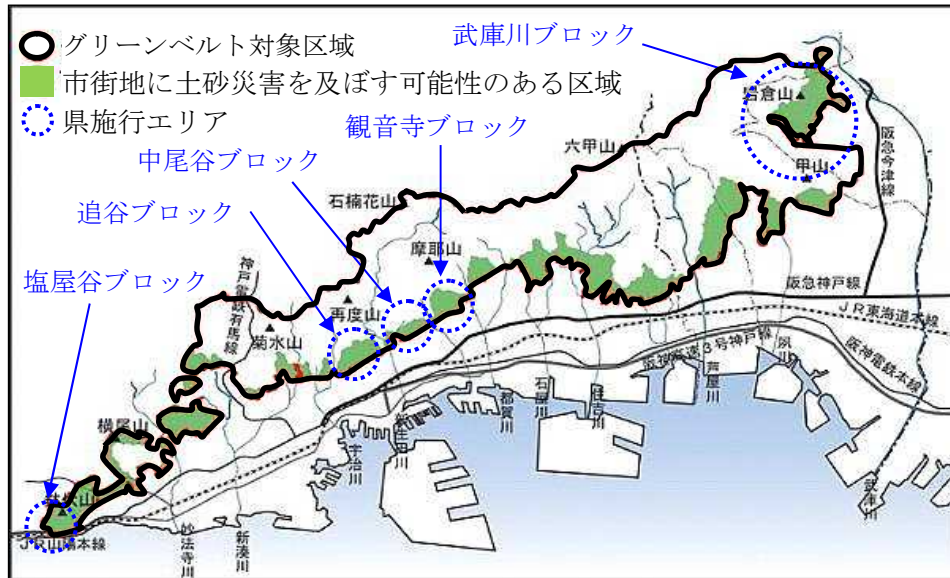 グリーンベルト対象区域
市街地に土砂災害を及ぼす可能性のある区域
県施行エリア
武庫川ブロック
観音寺ブロック
中尾谷ブロック
追谷ブロック
塩屋谷ブロック
岩倉山
甲山
六甲山
石楠花山
摩耶山
再度山
菊水山
横尾山
神戸電鉄有馬線
阪急今津線
阪急神戸線
JR東海道本線
阪神高速3号神戸線
阪神電鉄本線
JR山陽本線
妙法寺川
新湊川
宇治川
新生田川
都賀川
石屋川
住吉川
芦屋川
夙川
武庫川